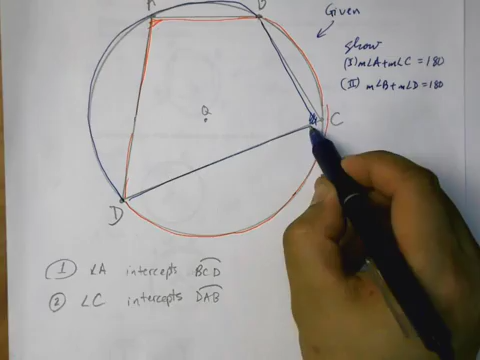 Given
Show
(I) m∠A + m∠C = 180
(II) m∠B + m∠D = 180
Q
C
D
① ∠A intercepts BCD
② ∠C intercepts DAB